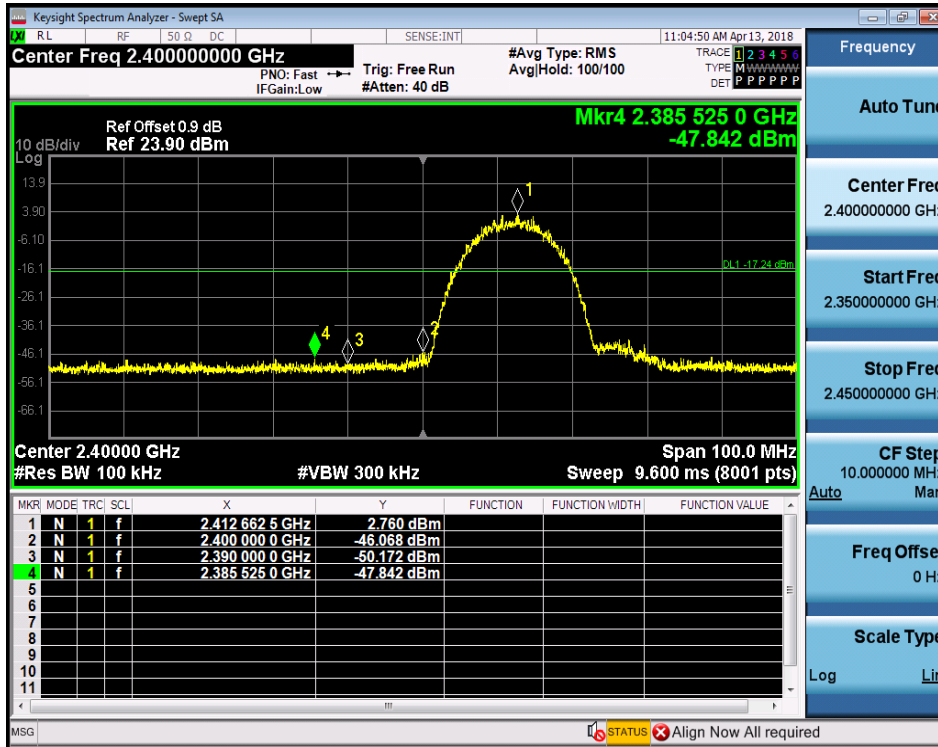 Keysight Spectrum Analyzer - Swept SA
LXI RL RF 50 Ω DC SENSE:INT 11:04:50 AM Apr 13, 2018
Center Freq 2.400000000 GHz
PNO: Fast
IFGain:Low
Trig: Free Run
#Atten: 40 dB
#Avg Type: RMS
Avg|Hold: 100/100
TRACE 1 2 3 4 5 6
TYPE M W W W W W
DET P P P P P P
Mkr4 2.385 525 0 GHz
-47.842 dBm
Ref Offset 0.9 dB
10 dB/div Ref 23.90 dBm
Log
13.9
3.90
-6.10
-16.1
-26.1
-36.1
-46.1
-56.1
-66.1
1
DL1 -17.24 dBm
4
3
2
Center 2.40000 GHz Span 100.0 MHz
#Res BW 100 kHz #VBW 300 kHz Sweep 9.600 ms (8001 pts)
MKR MODE TRC SCL X Y FUNCTION FUNCTION WIDTH FUNCTION VALUE
1 N 1 f 2.412 662 5 GHz 2.760 dBm
2 N 1 f 2.400 000 0 GHz -46.068 dBm
3 N 1 f 2.390 000 0 GHz -50.172 dBm
4 N 1 f 2.385 525 0 GHz -47.842 dBm
5
6
7
8
9
10
11
MSG STATUS Align Now All required
Frequency
Auto Tune
Center Freq
2.400000000 GHz
Start Freq
2.350000000 GHz
Stop Freq
2.450000000 GHz
CF Step
10.000000 MHz
Auto Man
Freq Offset
0 Hz
Scale Type
Log Lin